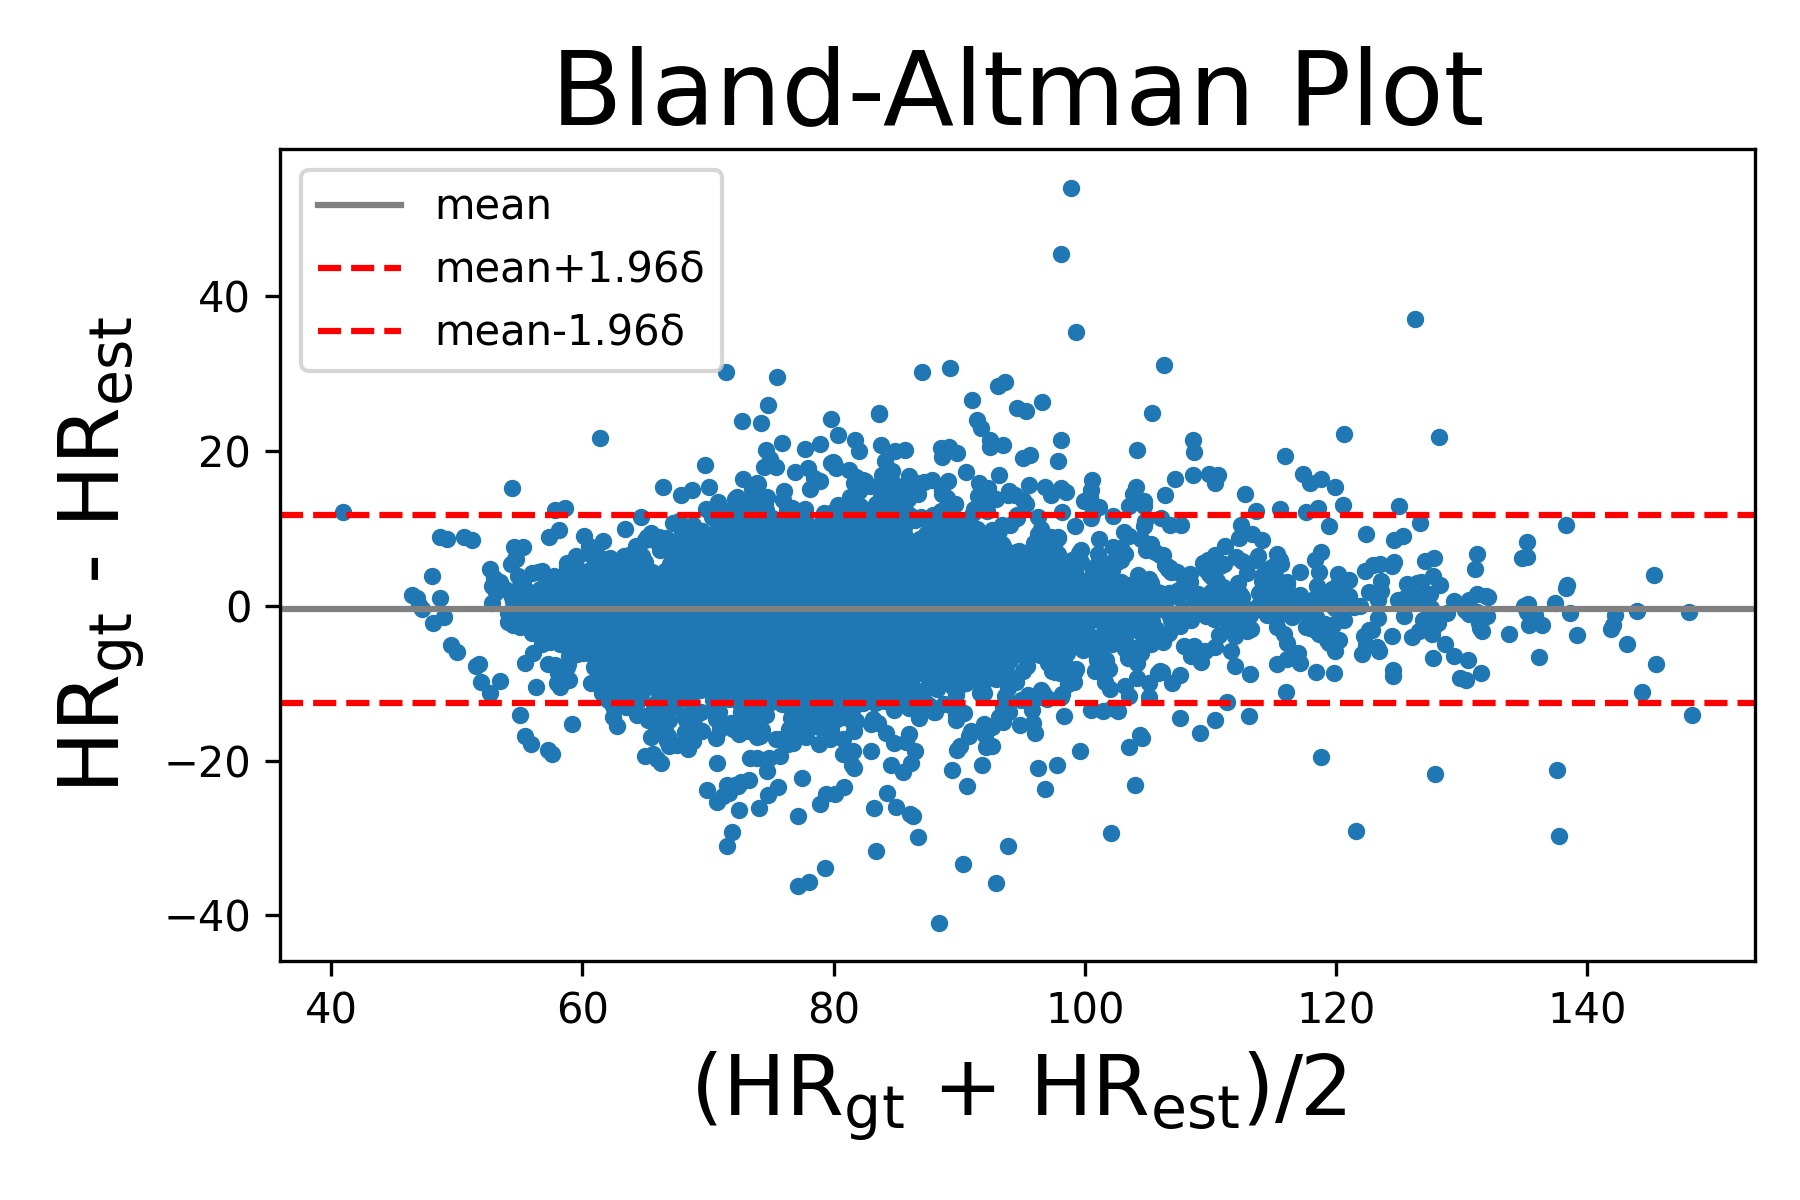 Bland-Altman Plot
mean
mean+1.96δ
mean-1.96δ
HRgt - HRest
40
20
0
−20
−40
40 60 80 100 120 140
(HRgt + HRest)/2